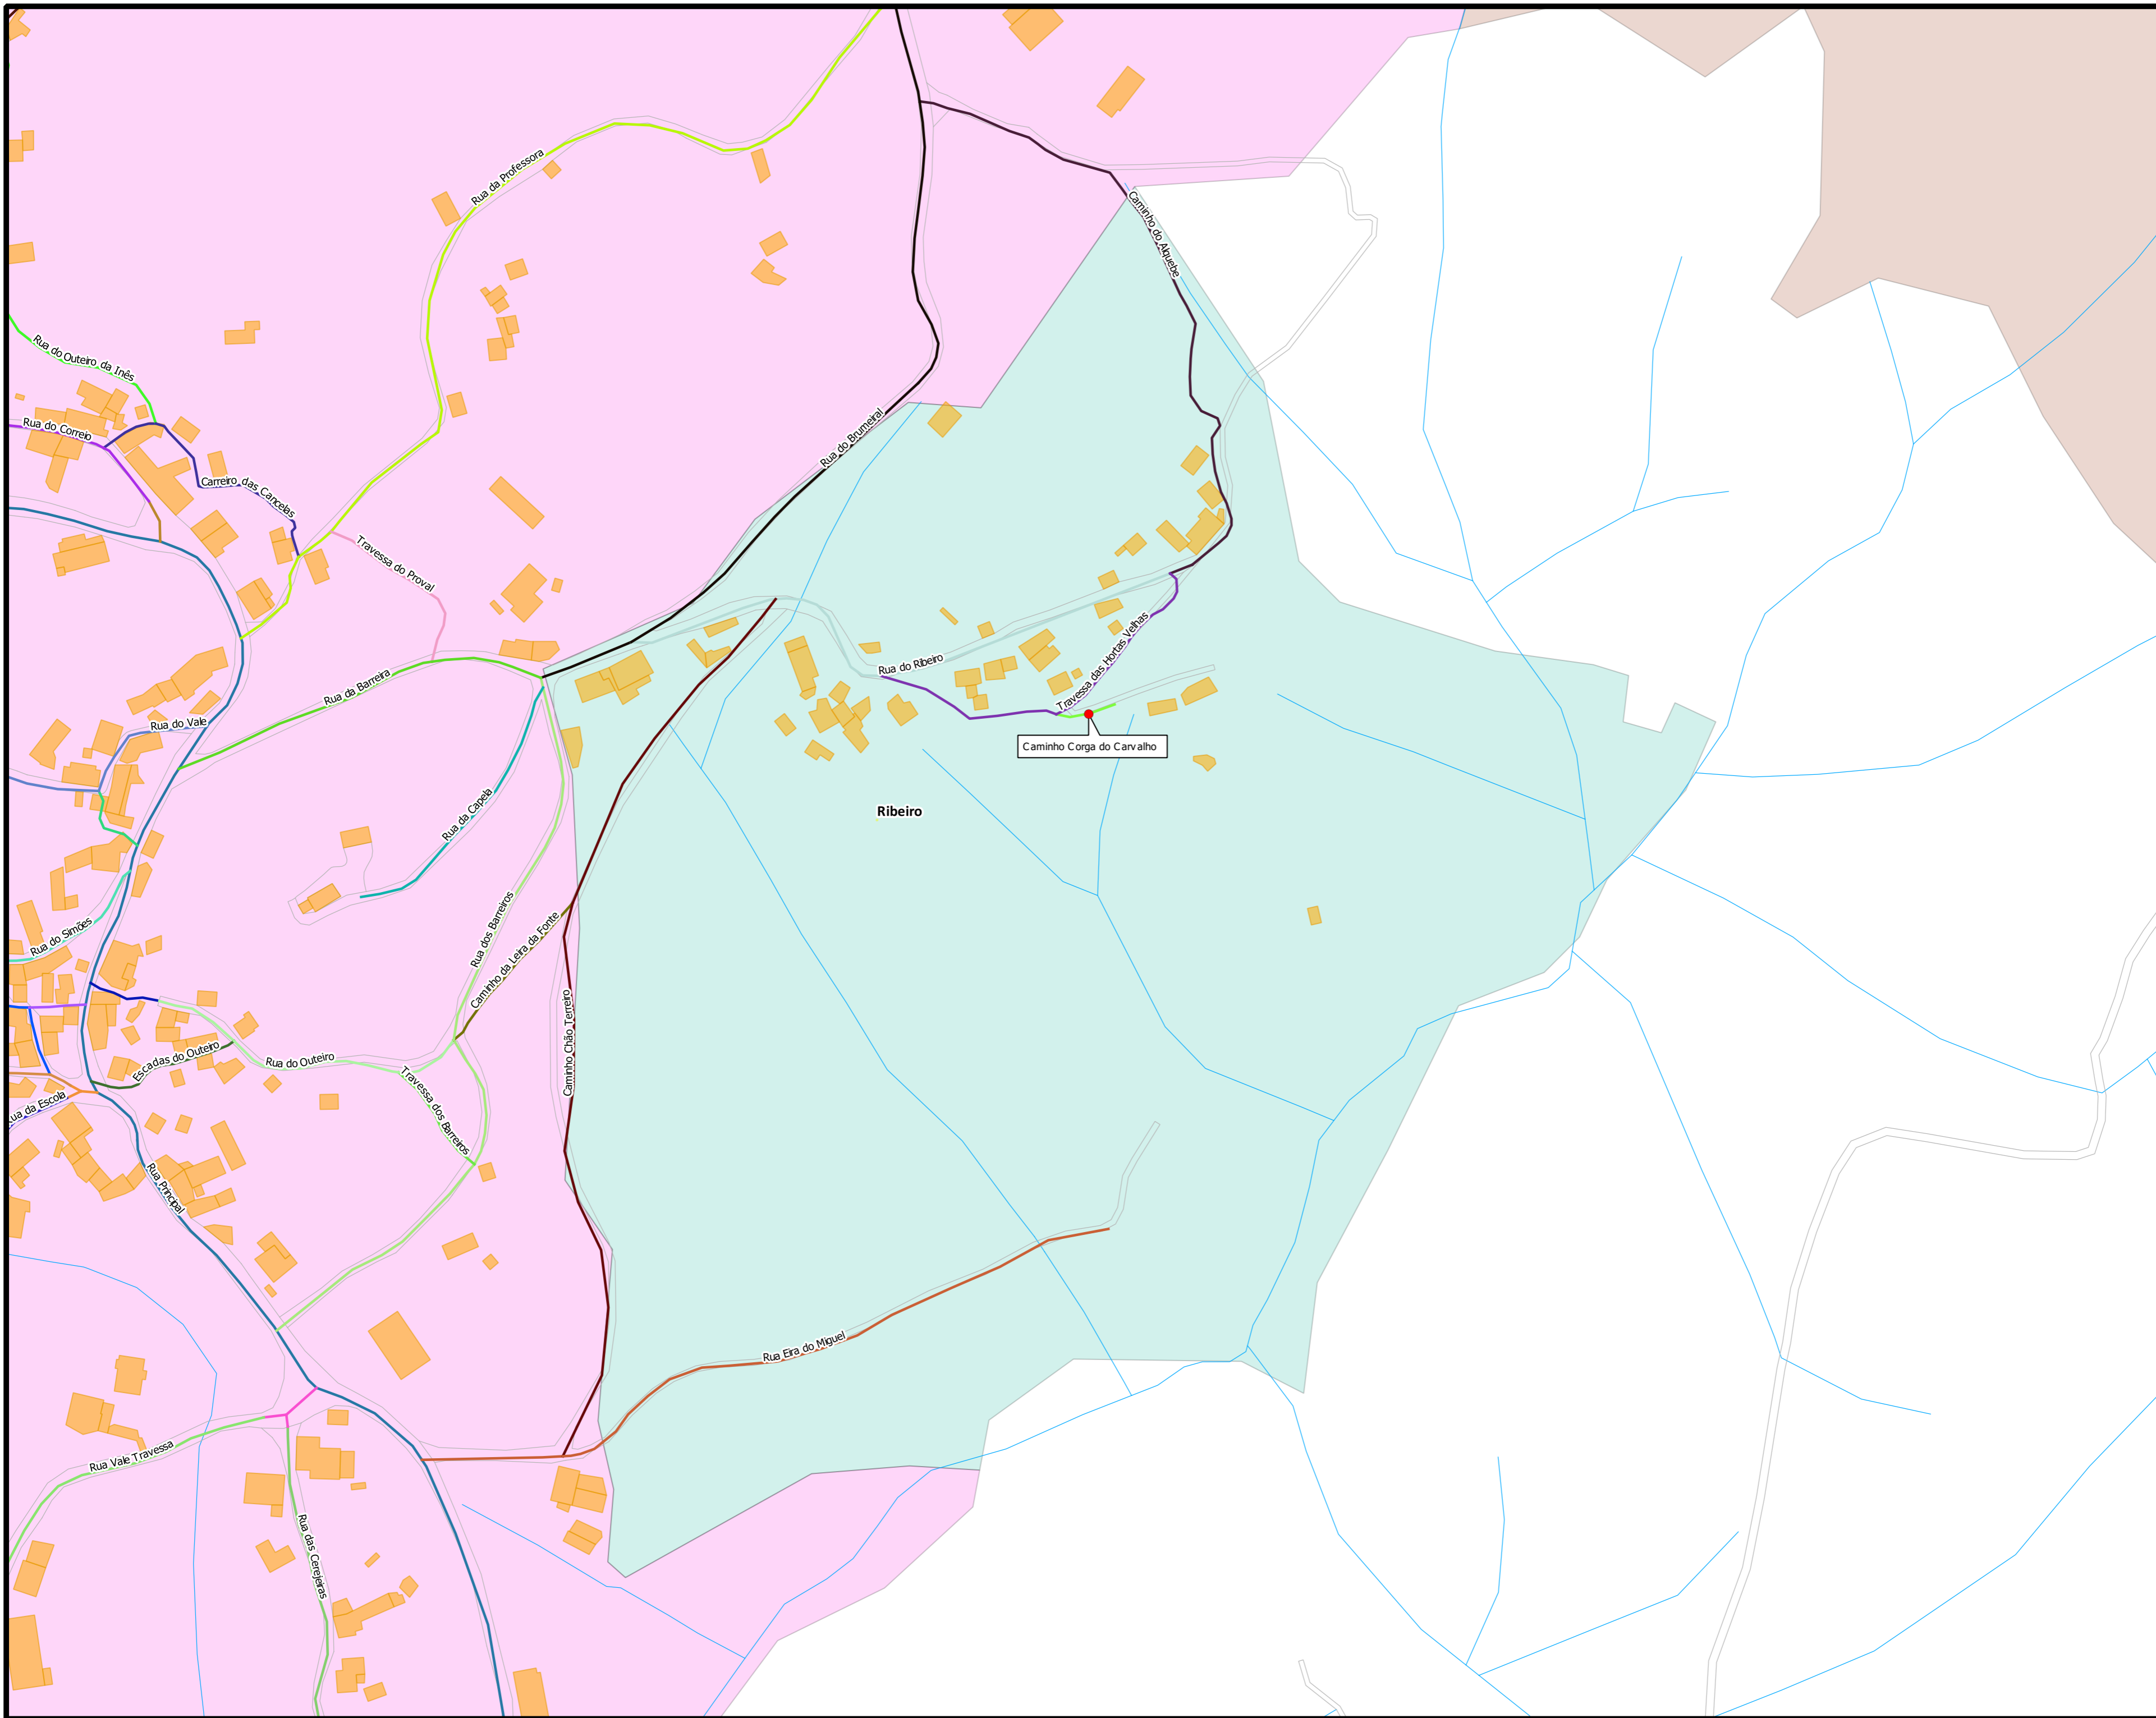 Rua da Professora
Caminho do Alquebe
Rua do Outeiro da Inês
Rua do Correio
Rua do Brumeiral
Carreiro das Cancelas
Travessa do Proval
Rua do Ribeiro
Travessa das Hortas Velhas
Rua da Barreira
Rua do Vale
Caminho Corga do Carvalho
Ribeiro
Rua da Capela
Rua do Simões
Rua dos Barreiros
Caminho da Leira da Fonte
Caminho Chão Terreiro
Escadas do Outeiro
Rua do Outeiro
Rua da Escola
Travessa dos Barreiros
Rua Principal
Rua Eira do Miguel
Rua Vale Travessa
Rua das Cerejeiras